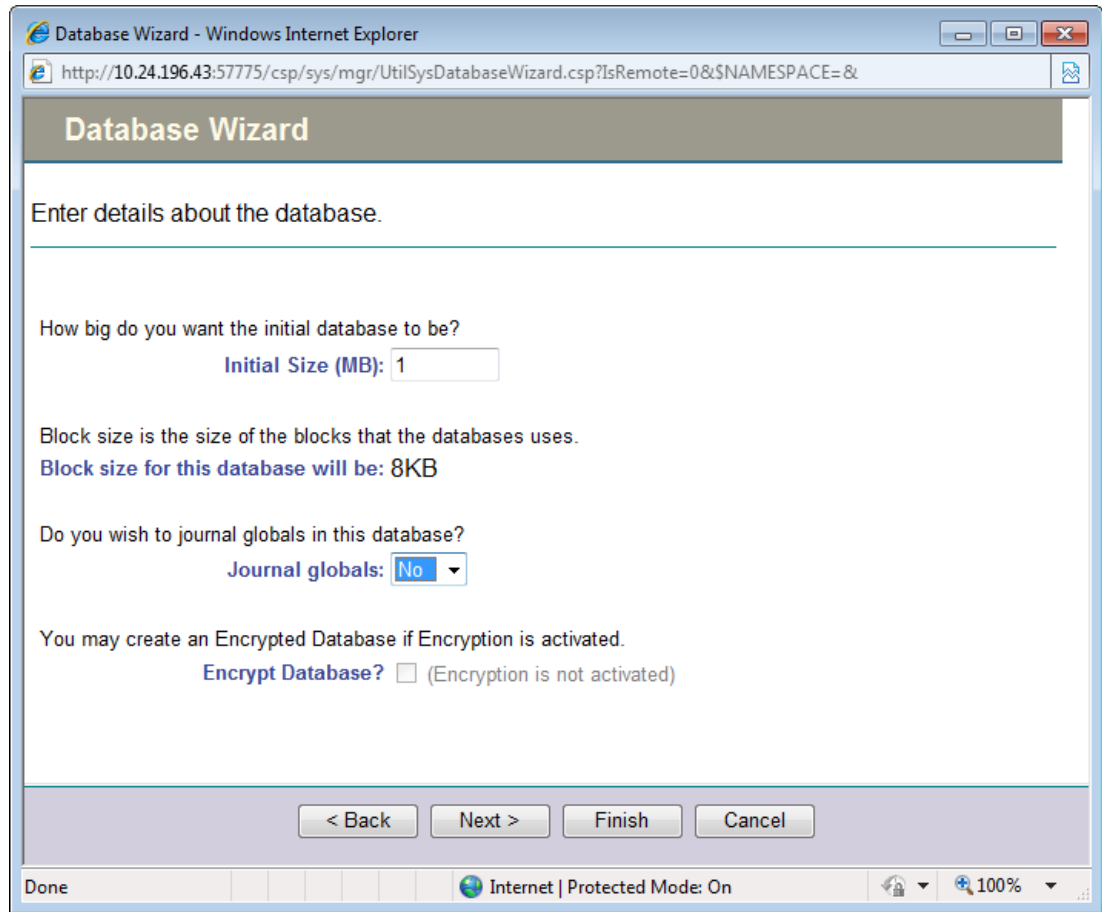 Database Wizard - Windows Internet Explorer
http://10.24.196.43:57775/csp/sys/mgr/UtilSysDatabaseWizard.csp?IsRemote=0&$NAMESPACE=&
Database Wizard
Enter details about the database.
How big do you want the initial database to be?
Initial Size (MB): 1
Block size is the size of the blocks that the databases uses.
Block size for this database will be: 8KB
Do you wish to journal globals in this database?
Journal globals: No
You may create an Encrypted Database if Encryption is activated.
Encrypt Database? (Encryption is not activated)
< Back Next > Finish Cancel
Done Internet | Protected Mode: On 100%